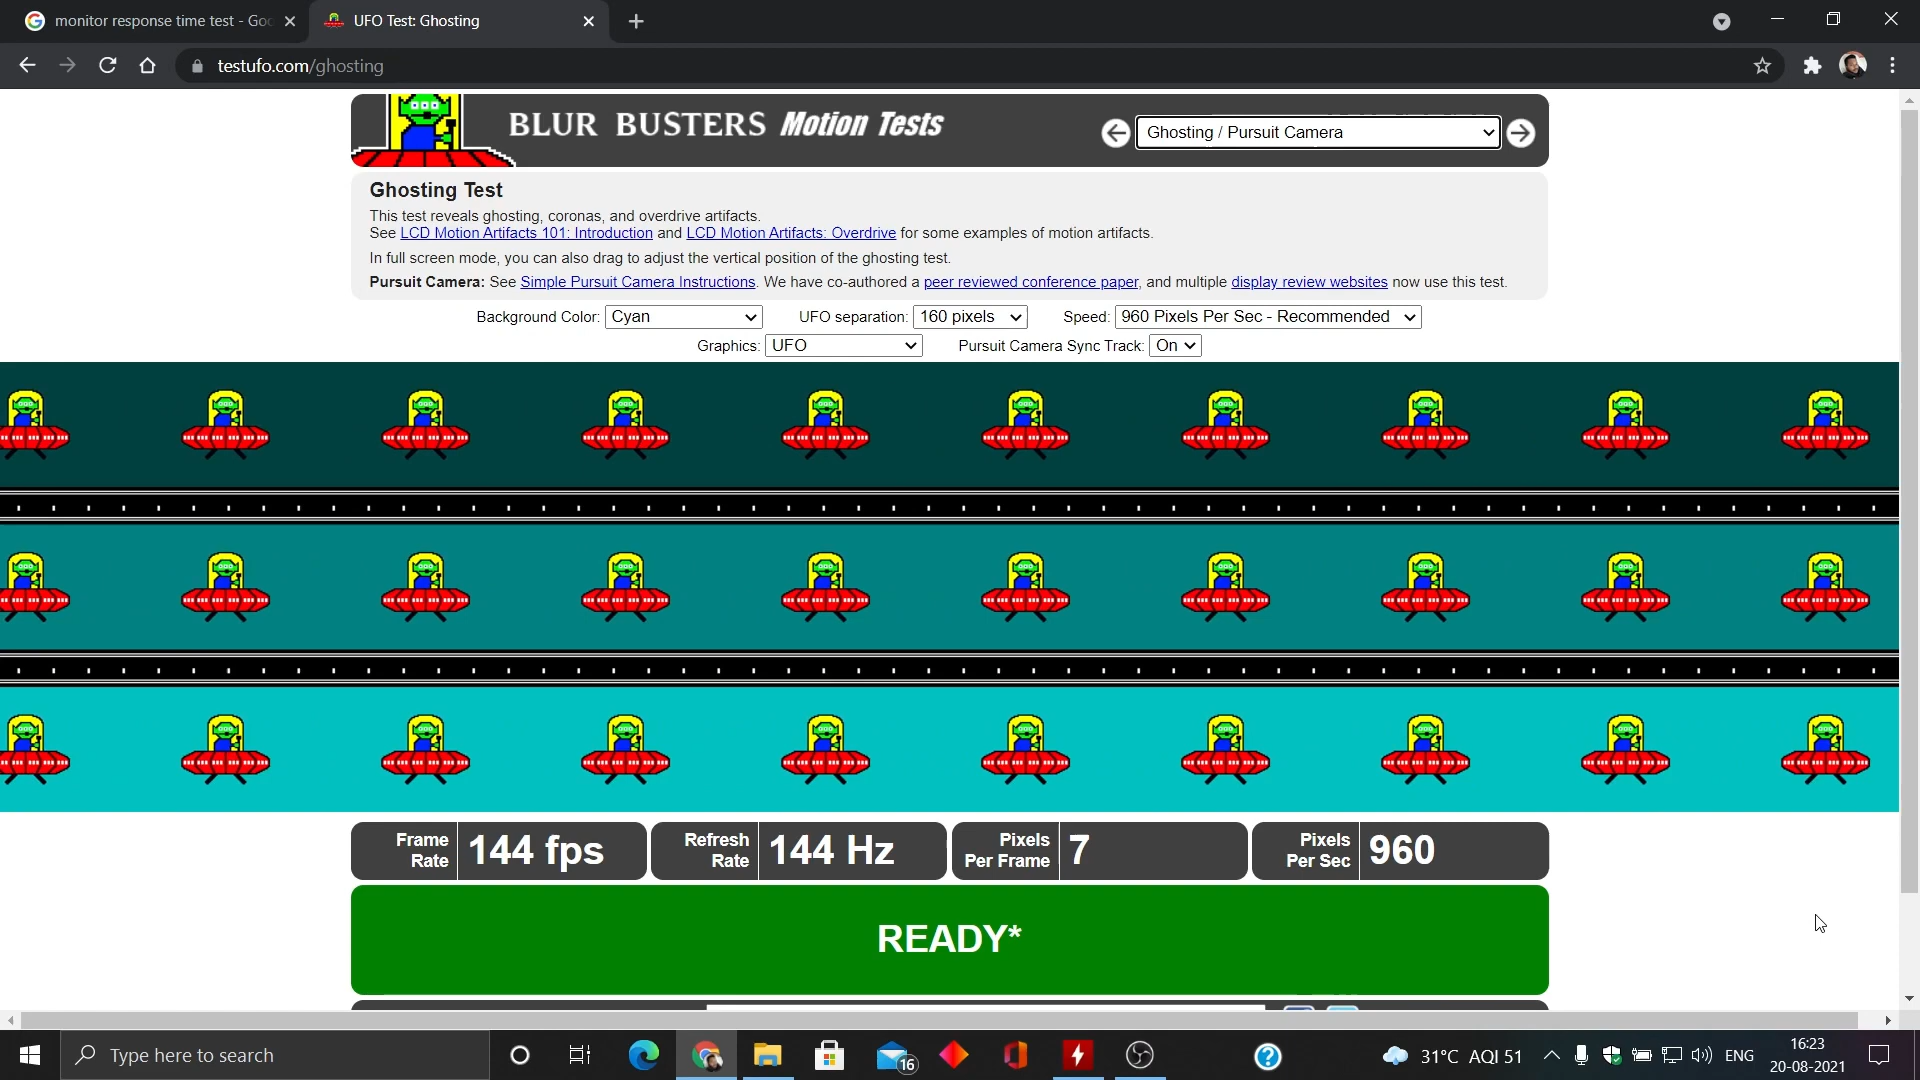 monitor response time test - Goo
UFO Test: Ghosting
testufo.com/ghosting
BLUR BUSTERS Motion Tests
Ghosting / Pursuit Camera
Ghosting Test
This test reveals ghosting, coronas, and overdrive artifacts.
See LCD Motion Artifacts 101: Introduction and LCD Motion Artifacts: Overdrive for some examples of motion artifacts.
In full screen mode, you can also drag to adjust the vertical position of the ghosting test.
Pursuit Camera: See Simple Pursuit Camera Instructions. We have co-authored a peer reviewed conference paper, and multiple display review websites now use this test.
Background Color: Cyan UFO separation: 160 pixels Speed: 960 Pixels Per Sec - Recommended
Graphics: UFO Pursuit Camera Sync Track: On
Frame Rate 144 fps
Refresh Rate 144 Hz
Pixels Per Frame 7
Pixels Per Sec 960
READY*
Type here to search
16
31°C AQI 51
ENG
16:23
20-08-2021